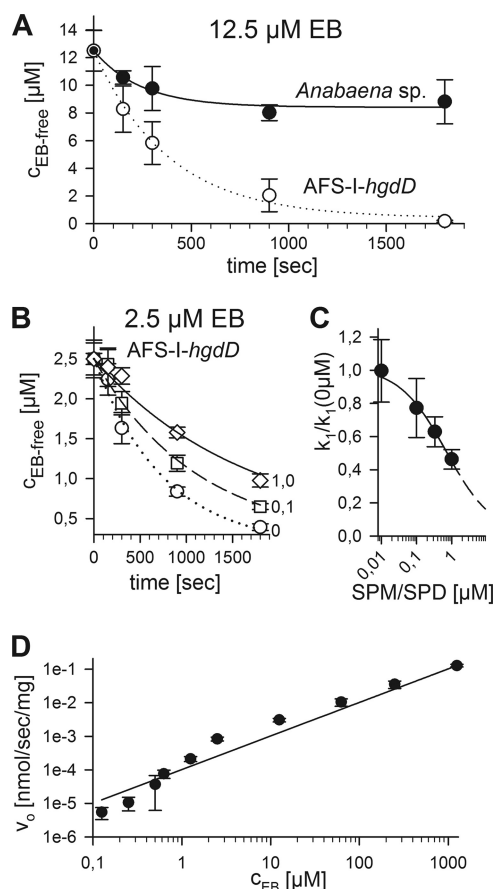 A
12.5 µM EB
14
12
10
8
6
4
2
0
c_EB-free [µM]
Anabaena sp.
AFS-I-hgdD
0
500
1000
1500
time [sec]
B
2.5 µM EB
AFS-I-hgdD
2,5
2,0
1,5
1,0
0,5
c_EB-free [µM]
1,0
0,1
0
0 500 1000 1500
time [sec]
C
1,2
1,0
0,8
0,6
0,4
0,2
0,0
k₁/k₁(0µM)
0,01
0,1
1
SPM/SPD [µM]
D
1e-1
1e-2
1e-3
1e-4
1e-5
1e-6
v₀ [nmol/sec/mg]
0,1 1 10 100 1000
c_EB [µM]